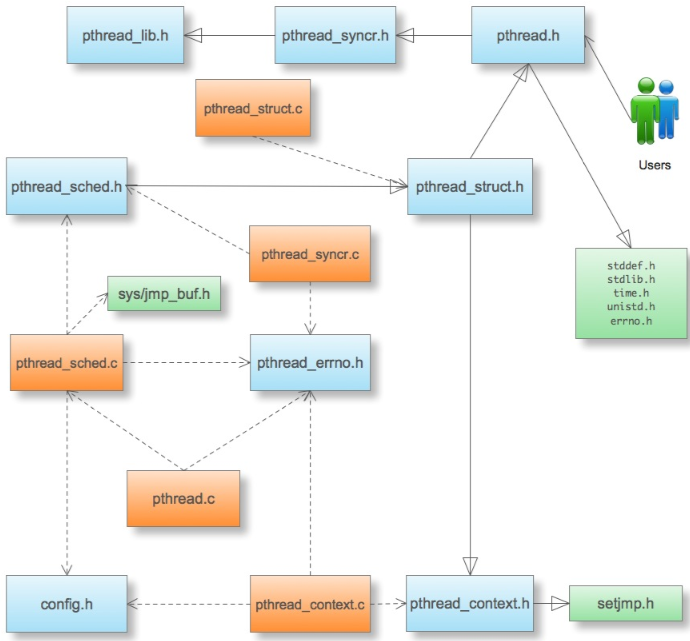 pthread_lib.h
pthread_syncr.h
pthread.h
pthread_struct.c
Users
pthread_sched.h
pthread_struct.h
pthread_syncr.c
stddef.h
stdlib.h
time.h
unistd.h
errno.h
sys/jmp_buf.h
pthread_sched.c
pthread_errno.h
pthread.c
config.h
pthread_context.c
pthread_context.h
setjmp.h